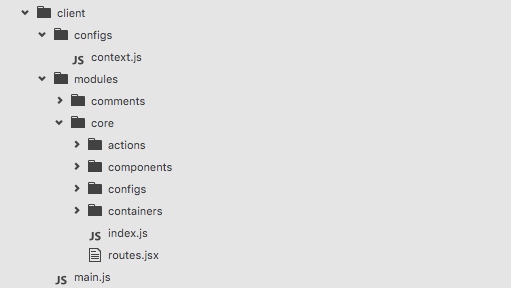 client
configs
JS context.js
modules
comments
core
actions
components
configs
containers
JS index.js
routes.jsx
JS main.js